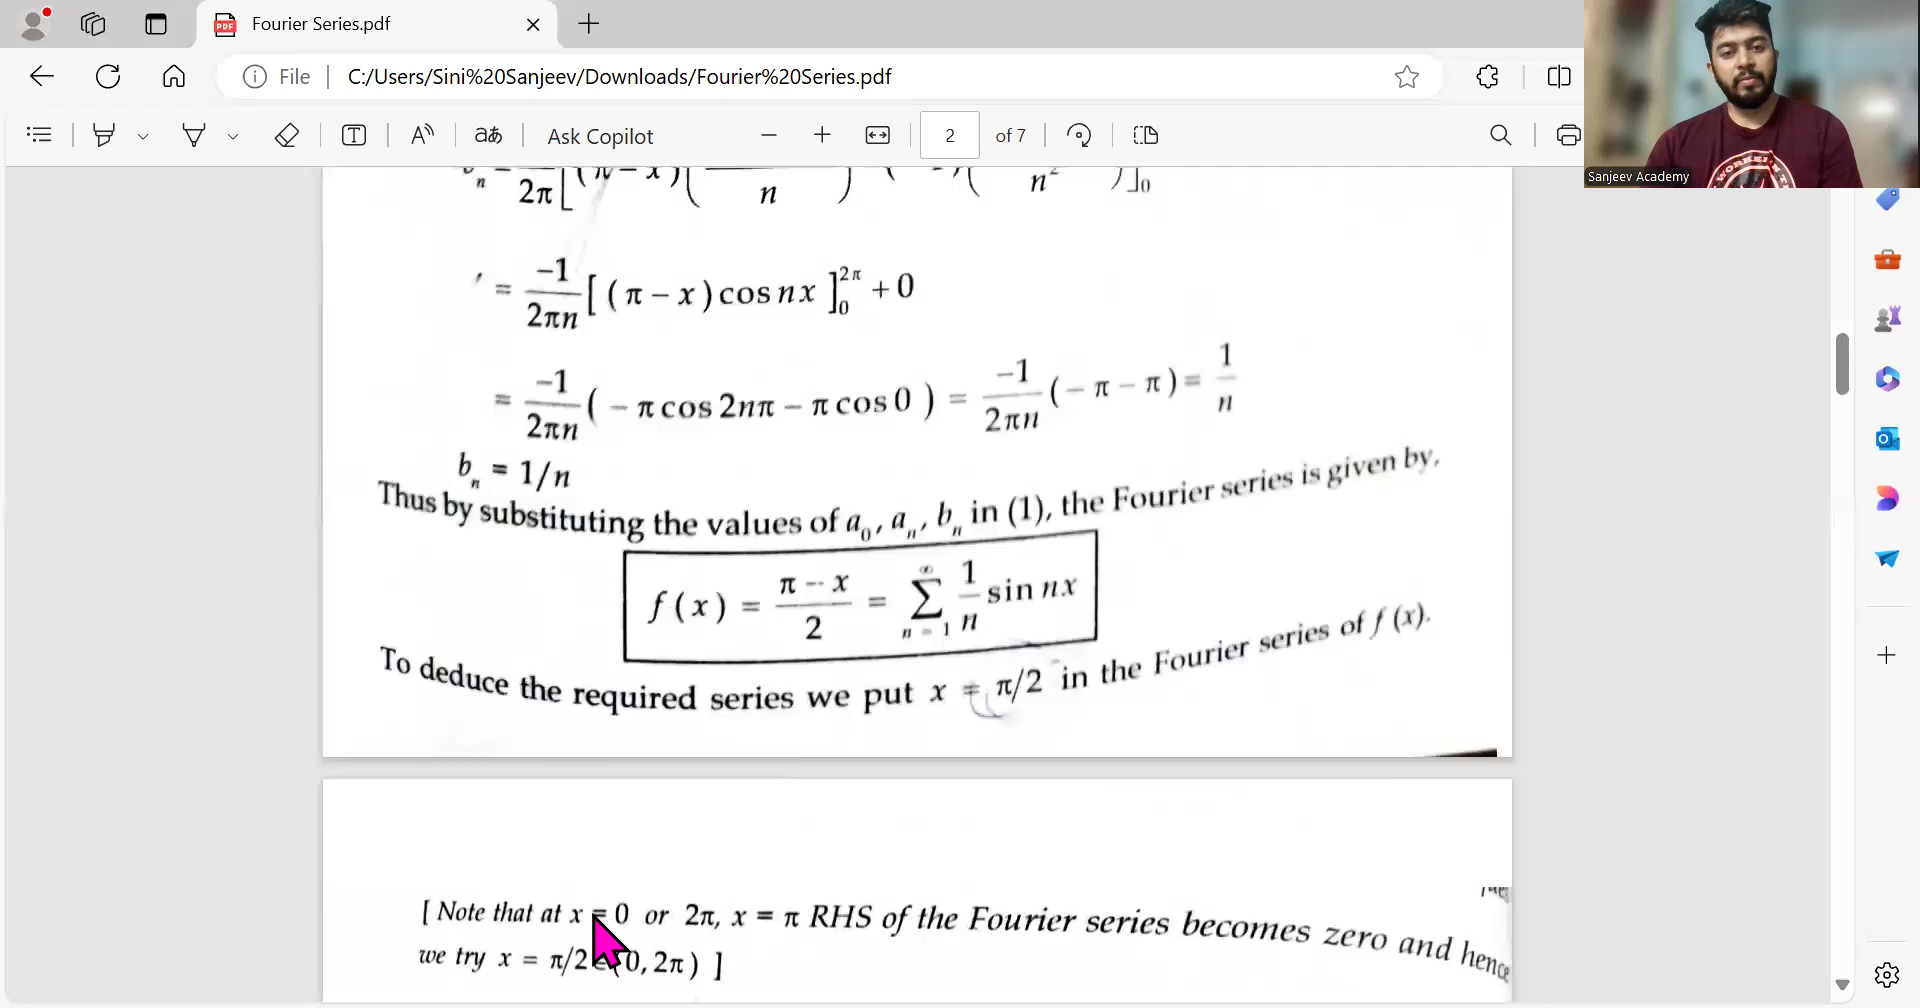 Fourier Series.pdf
File C:/Users/Sini%20Sanjeev/Downloads/Fourier%20Series.pdf
Ask Copilot 2 of 7
Sanjeev Academy
2π [ (π − x) ( n ) ( n² ) ]₀
= −1/2πn [ (π − x) cos nx ]₀^2π + 0
= −1/2πn ( − π cos 2nπ − π cos 0 ) = −1/2πn ( − π − π ) = 1/n
bₙ = 1/n
Thus by substituting the values of a₀, aₙ, bₙ in (1), the Fourier series is given by,
f (x) = π − x / 2 = ∞ Σ n = 1 1/n sin nx
To deduce the required series we put x = π/2 in the Fourier series of f (x).
[ Note that at x = 0 or 2π, x = π RHS of the Fourier series becomes zero and hence
we try x = π/2 (0, 2π) ]